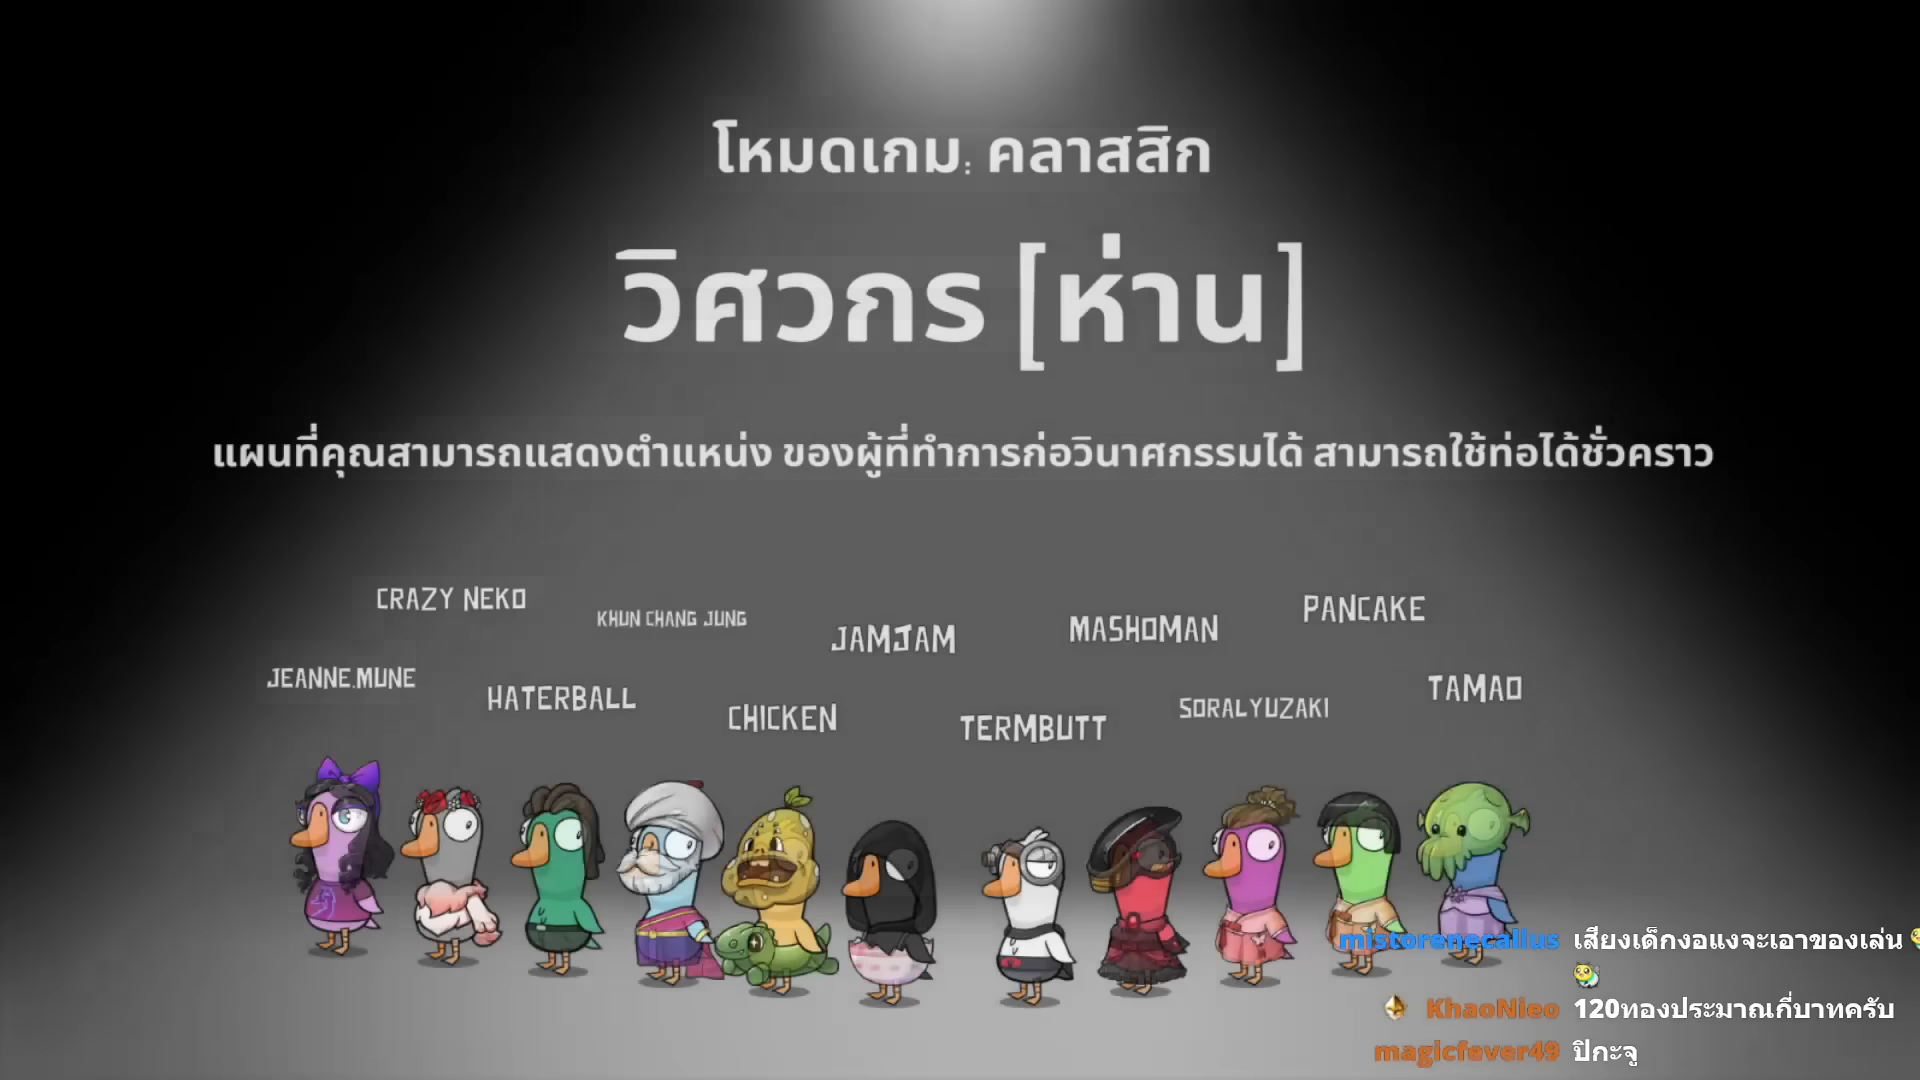 โหมดเกม: คลาสสิก
วิศวกร [ห่าน]
แผนที่คุณสามารถแสดงตำแหน่ง ของผู้ที่ทำการก่อวินาศกรรมได้ สามารถใช้ท่อได้ชั่วคราว
CRAZY NEKO
KHUN CHANG JUNG
JAMJAM
MASHOMAN
PANCAKE
JEANNE.MUNE
HATERBALL
CHICKEN
TERMBUTT
SORALYUZAKI
TAMAO
mistorenecallus เสียงเด็กงอแงจะเอาของเล่น
KhaoNieo 120ทองประมาณกี่บาทครับ
magicfever49 ปิกะจู